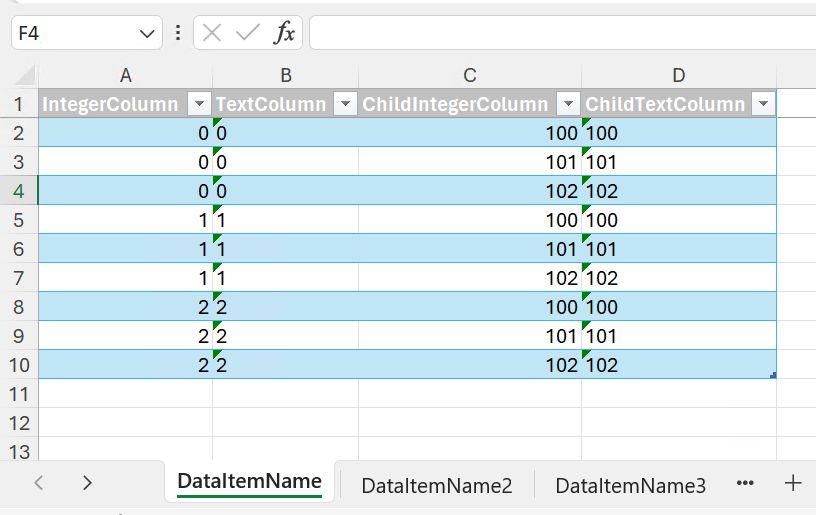 F4 fx
A B C D
1 IntegerColumn TextColumn ChildIntegerColumn ChildTextColumn
2 0 0 100 100
3 0 0 101 101
4 0 0 102 102
5 1 1 100 100
6 1 1 101 101
7 1 1 102 102
8 2 2 100 100
9 2 2 101 101
10 2 2 102 102
11
12
13
DataItemName DataItemName2 DataItemName3